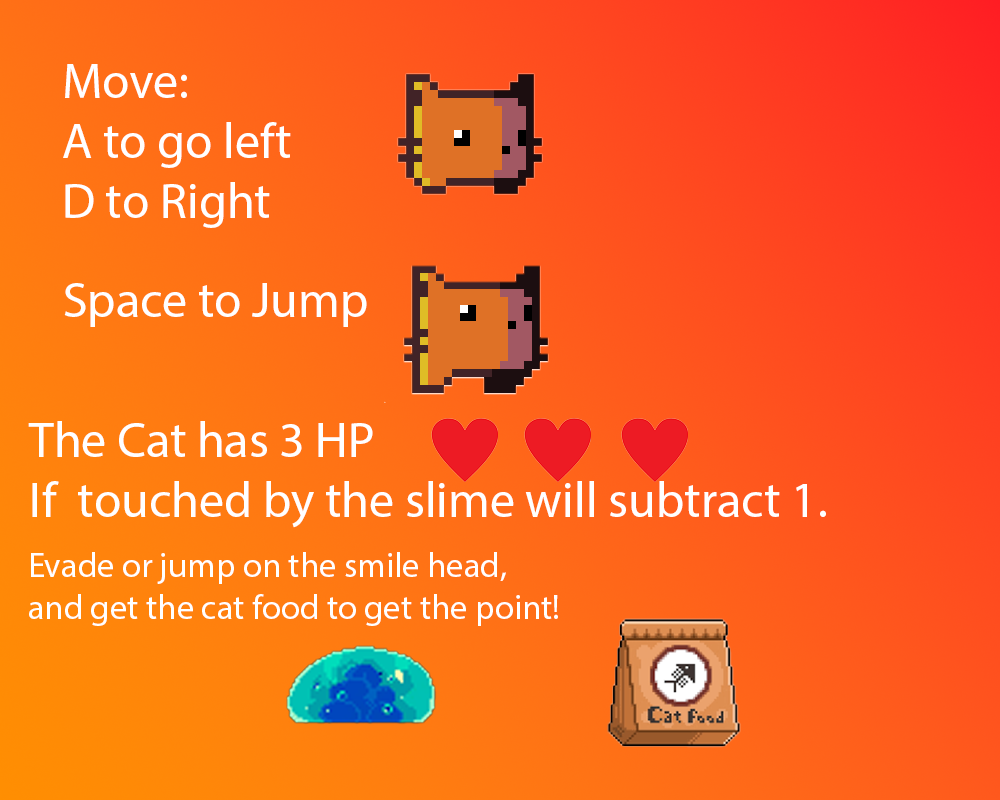 Move:
A to go left
D to Right
Space to Jump
The Cat has 3 HP
If  touched by the slime will subtract 1.
Evade or jump on the smile head,
and get the cat food to get the point!
Cat Food